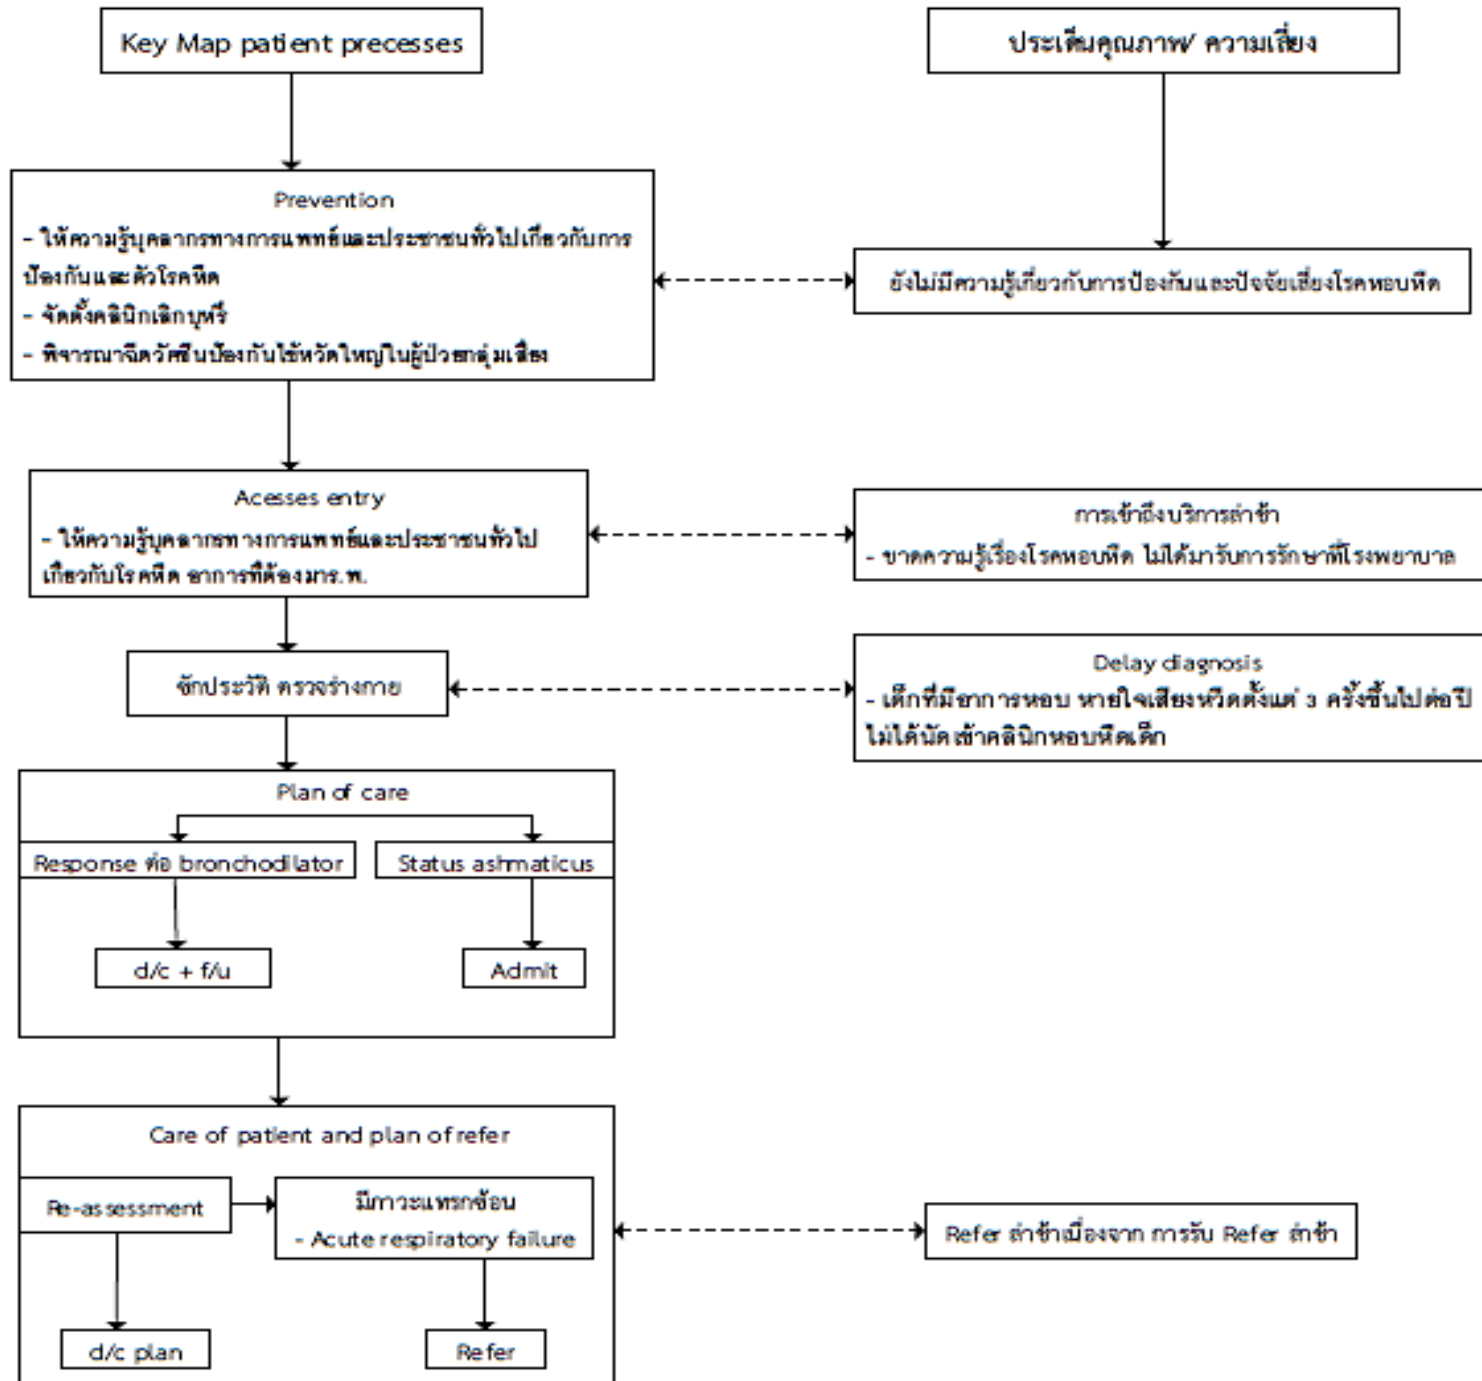 Key Map patient precesses
ประเด็นคุณภาพ/ ความเสี่ยง
Prevention
- ให้ความรู้บุคลากรทางการแพทย์และประชาชนทั่วไปเกี่ยวกับการ
ป้องกันและตัวโรคหืด
- จัดตั้งคลินิกเลิกบุหรี่
- พิจารณาฉีดวัคซีนป้องกันไข้หวัดใหญ่ในผู้ป่วยกลุ่มเสี่ยง
ยังไม่มีความรู้เกี่ยวกับการป้องกันและปัจจัยเสี่ยงโรคหอบหืด
Acesses entry
- ให้ความรู้บุคลากรทางการแพทย์และประชาชนทั่วไป
เกี่ยวกับโรคหืด อาการที่ต้องมาร.พ.
การเข้าถึงบริการล่าช้า
- ขาดความรู้เรื่องโรคหอบหืด ไม่ได้มารับการรักษาที่โรงพยาบาล
ซักประวัติ ตรวจร่างกาย
Delay diagnosis
- เด็กที่มีอาการหอบ หายใจเสียงหวีดตั้งแต่ 3 ครั้งขึ้นไปต่อปี
ไม่ได้นัดเข้าคลินิกหอบหืดเด็ก
Plan of care
Response ต่อ bronchodilator
Status ashmaticus
d/c + f/u
Admit
Care of patient and plan of refer
Re-assessment
มีภาวะแทรกซ้อน
- Acute respiratory failure
Refer ล่าช้าเนื่องจาก การรับ Refer ล่าช้า
d/c plan
Refer